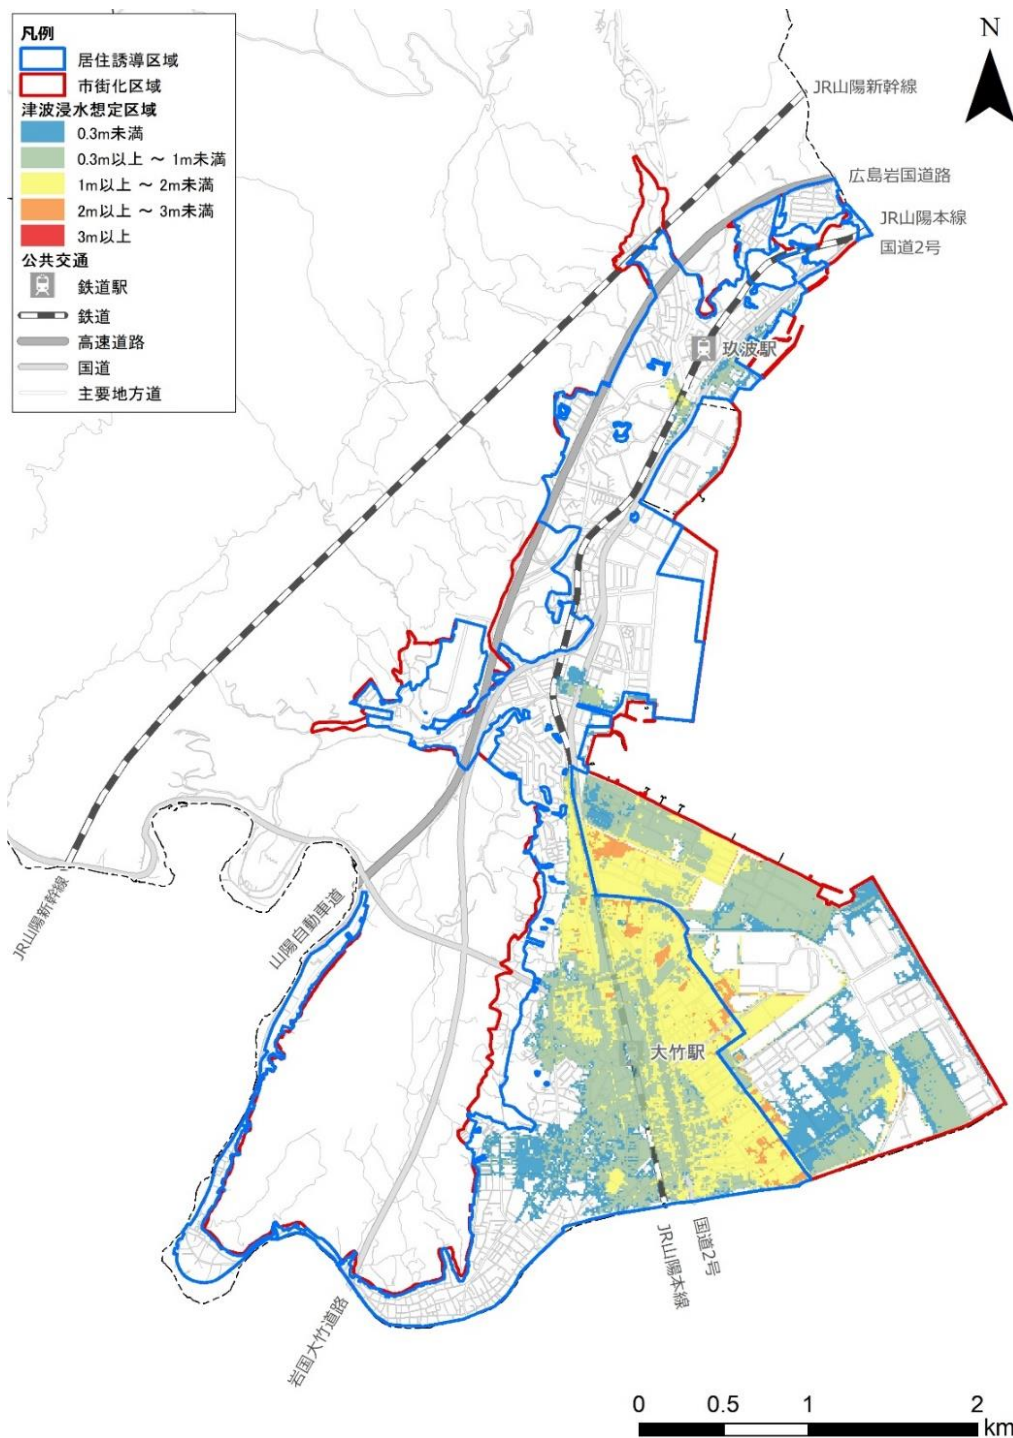 凡例
居住誘導区域
市街化区域
津波浸水想定区域
0.3m未満
0.3m以上 ～ 1m未満
1m以上 ～ 2m未満
2m以上 ～ 3m未満
3m以上
公共交通
鉄道駅
鉄道
高速道路
国道
主要地方道
N
JR山陽新幹線
広島岩国道路
JR山陽本線
国道2号
玖波駅
JR山陽新幹線
山陽自動車道
大竹駅
岩国大竹道路
JR山陽本線
国道2号
0 0.5 1 2
km